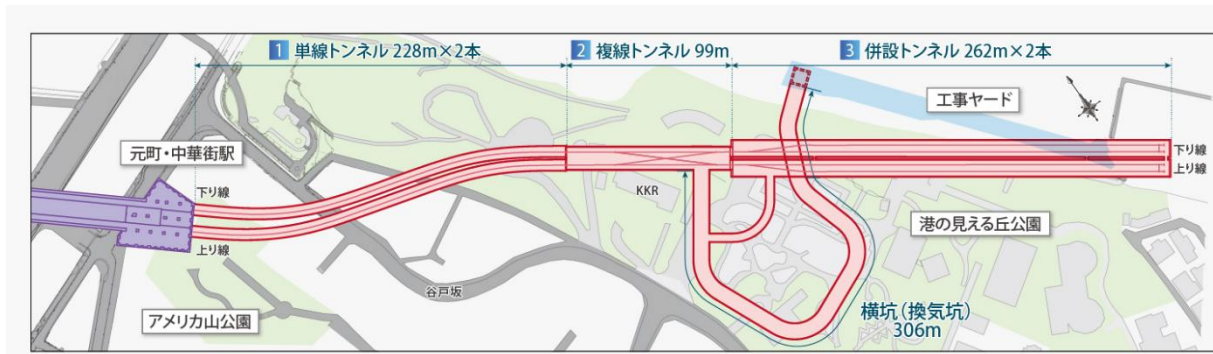 1 単線トンネル 228m×2本
2 複線トンネル 99m
3 併設トンネル 262m×2本
工事ヤード
元町・中華街駅
下り線
上り線
下り線
上り線
KKR
港の見える丘公園
谷戸坂
アメリカ山公園
横坑(換気坑)
306m